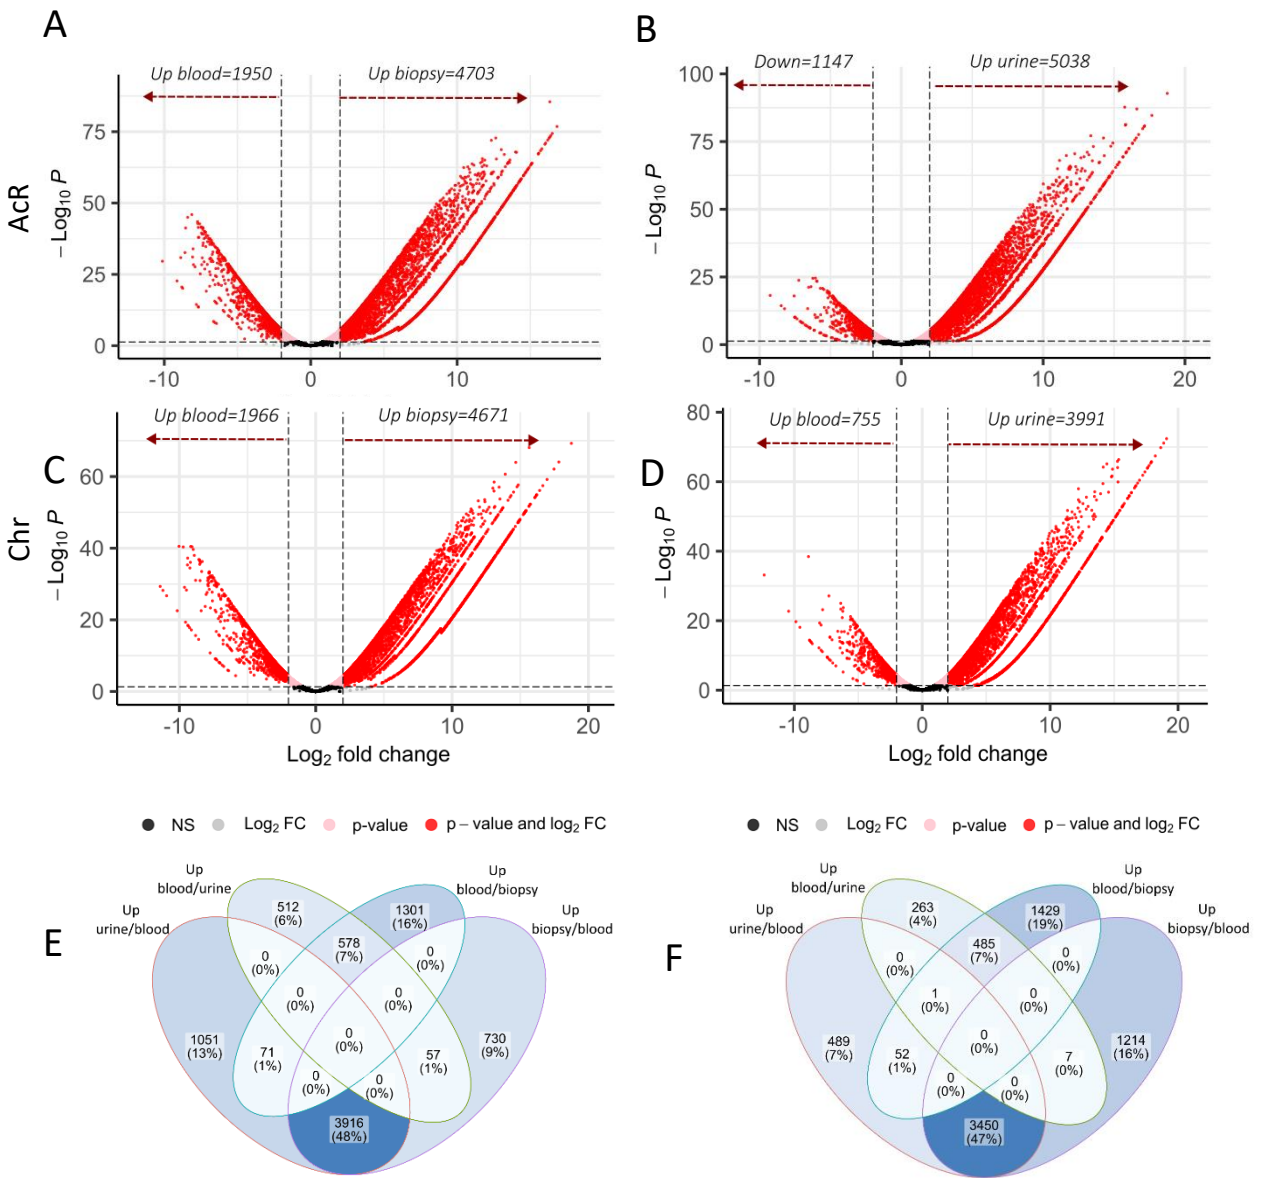 A
B
AcR
Up blood=1950
Up biopsy=4703
− Log10 P
75
50
25
0
-10
0
10
Down=1147
Up urine=5038
− Log10 P
100
75
50
25
0
-10
0
10
20
C
D
Chr
Up blood=1966
Up biopsy=4671
− Log10 P
60
40
20
0
-10
0
10
20
Log2 fold change
Up blood=755
Up urine=3991
− Log10 P
80
60
40
20
0
-10
0
10
20
Log2 fold change
NS Log2 FC p-value p − value and log2 FC
NS Log2 FC p-value p − value and log2 FC
E
Up
urine/blood
Up
blood/urine
Up
blood/biopsy
Up
biopsy/blood
512
(6%)
1301
(16%)
578
(7%)
0
(0%)
0
(0%)
0
(0%)
0
(0%)
0
(0%)
1051
(13%)
71
(1%)
57
(1%)
730
(9%)
0
(0%)
0
(0%)
3916
(48%)
F
Up
urine/blood
Up
blood/urine
Up
blood/biopsy
Up
biopsy/blood
263
(4%)
1429
(19%)
485
(7%)
0
(0%)
0
(0%)
1
(0%)
0
(0%)
0
(0%)
489
(7%)
52
(1%)
7
(0%)
1214
(16%)
0
(0%)
0
(0%)
3450
(47%)